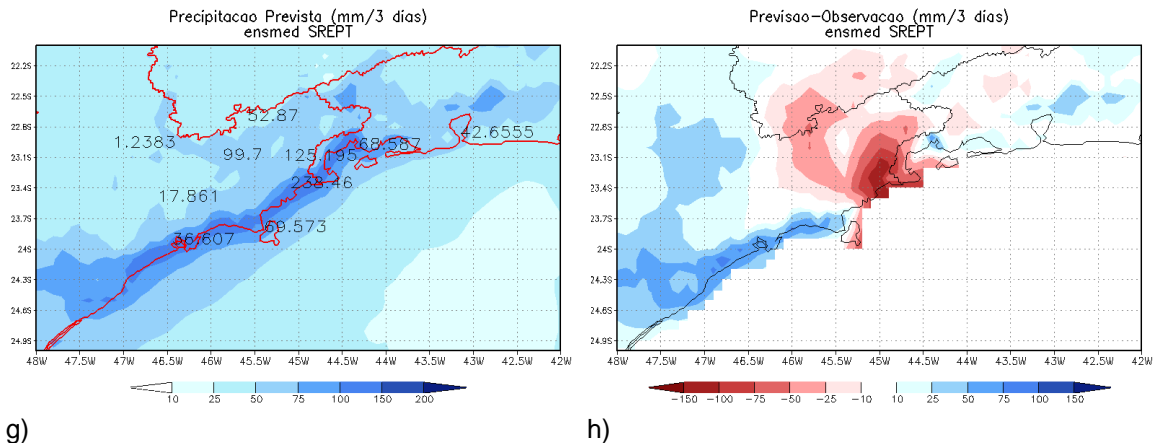 Precipitacao Prevista (mm/3 dias)
ensmed SREPT
22.2S
22.5S
22.8S
23.1S
23.4S
23.7S
24S
24.3S
24.6S
24.9S
52.87
1.2383
42.6555
68.587
99.7
125.195
238.46
17.861
69.573
36.607
48W 47.5W 47W 46.5W 46W 45.5W 45W 44.5W 44W 43.5W 43W 42.5W 42W
10 25 50 75 100 150 200
g)
Previsao-Observacao (mm/3 dias)
ensmed SREPT
22.2S
22.5S
22.8S
23.1S
23.4S
23.7S
24S
24.3S
24.6S
24.9S
48W 47.5W 47W 46.5W 46W 45.5W 45W 44.5W 44W 43.5W 43W 42.5W 42W
-150 -100 -75 -50 -25 -10 10 25 50 75 100 150
h)